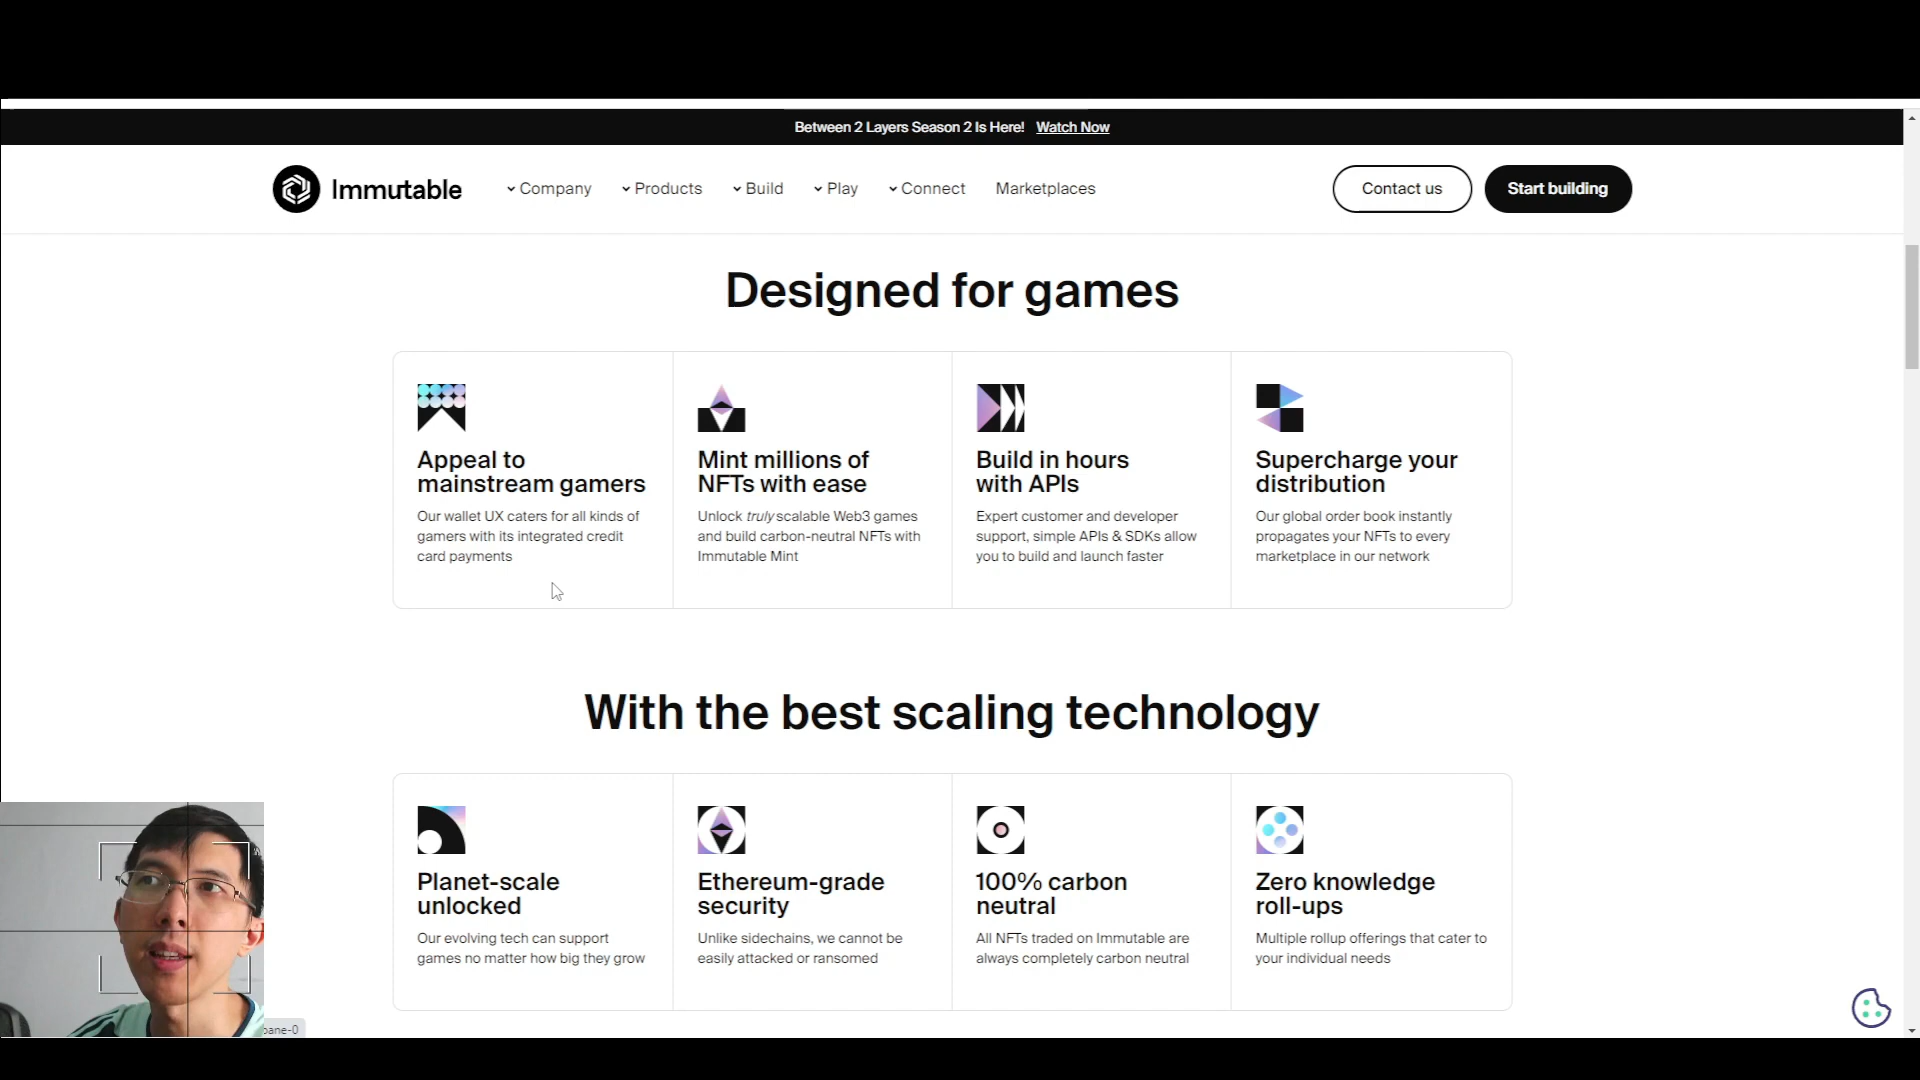 Between 2 Layers Season 2 Is Here! Watch Now
Immutable
Company
Products
Build
Play
Connect
Marketplaces
Contact us
Start building
Designed for games
Appeal to
mainstream gamers
Our wallet UX caters for all kinds of
gamers with its integrated credit
card payments
Mint millions of
NFTs with ease
Unlock truly scalable Web3 games
and build carbon-neutral NFTs with
Immutable Mint
Build in hours
with APIs
Expert customer and developer
support, simple APIs & SDKs allow
you to build and launch faster
Supercharge your
distribution
Our global order book instantly
propagates your NFTs to every
marketplace in our network
With the best scaling technology
Planet-scale
unlocked
Our evolving tech can support
games no matter how big they grow
Ethereum-grade
security
Unlike sidechains, we cannot be
easily attacked or ransomed
100% carbon
neutral
All NFTs traded on Immutable are
always completely carbon neutral
Zero knowledge
roll-ups
Multiple rollup offerings that cater to
your individual needs